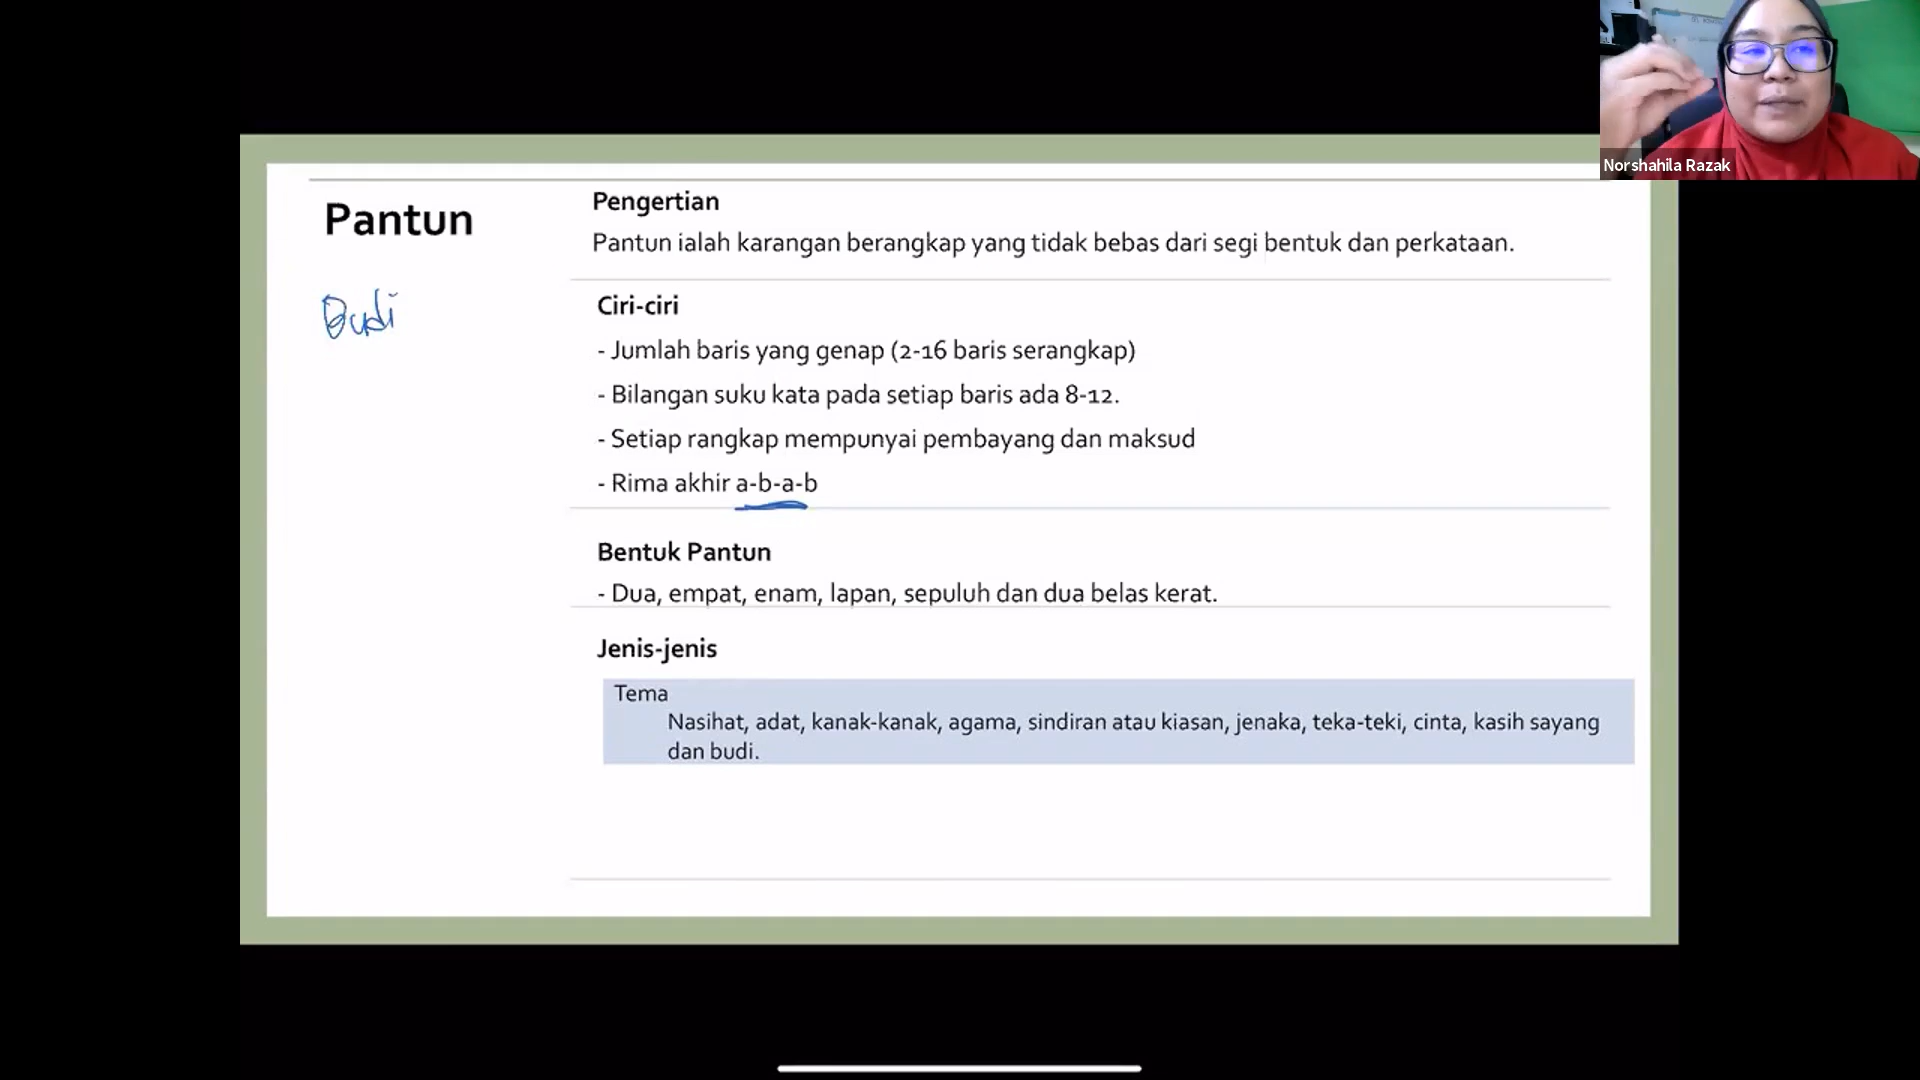 Norshahila Razak
Pantun
Budi
Pengertian
Pantun ialah karangan berangkap yang tidak bebas dari segi bentuk dan perkataan.
Ciri-ciri
- Jumlah baris yang genap (2-16 baris serangkap)
- Bilangan suku kata pada setiap baris ada 8-12.
- Setiap rangkap mempunyai pembayang dan maksud
- Rima akhir a-b-a-b
Bentuk Pantun
- Dua, empat, enam, lapan, sepuluh dan dua belas kerat.
Jenis-jenis
Tema
Nasihat, adat, kanak-kanak, agama, sindiran atau kiasan, jenaka, teka-teki, cinta, kasih sayang
dan budi.